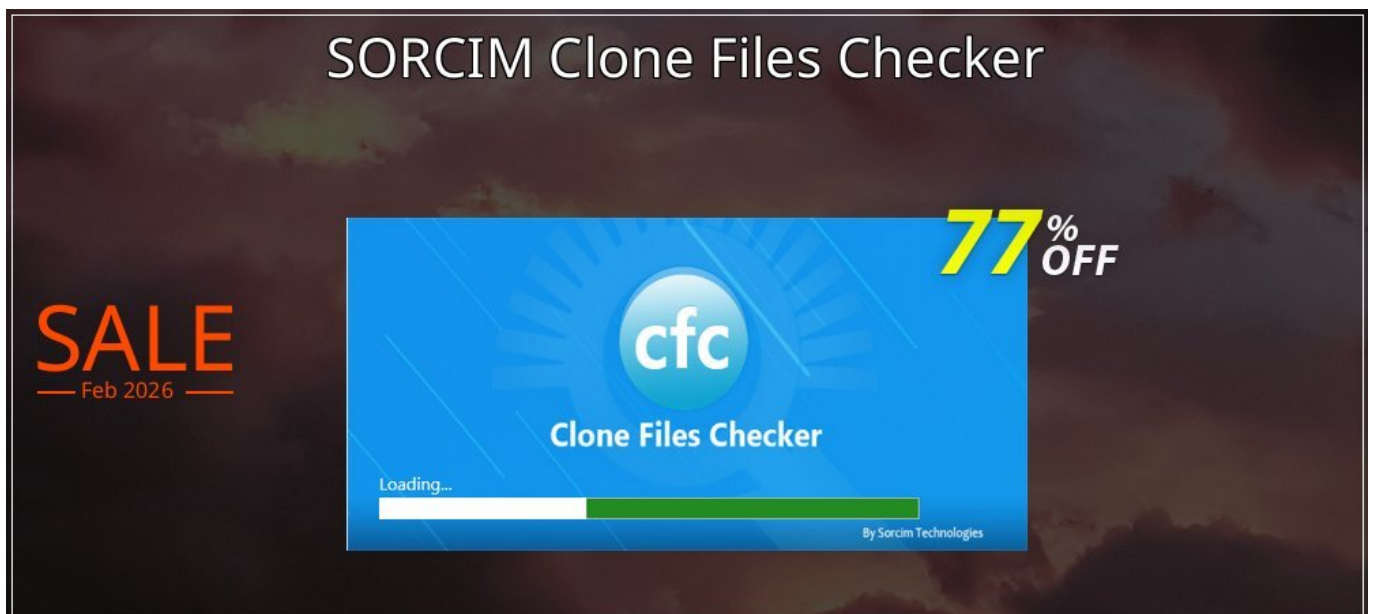 SORCIM Clone Files Checker
77%
OFF
SALE
Feb 2026
cfc
Clone Files Checker
Loading...
By Sorcim Technologies